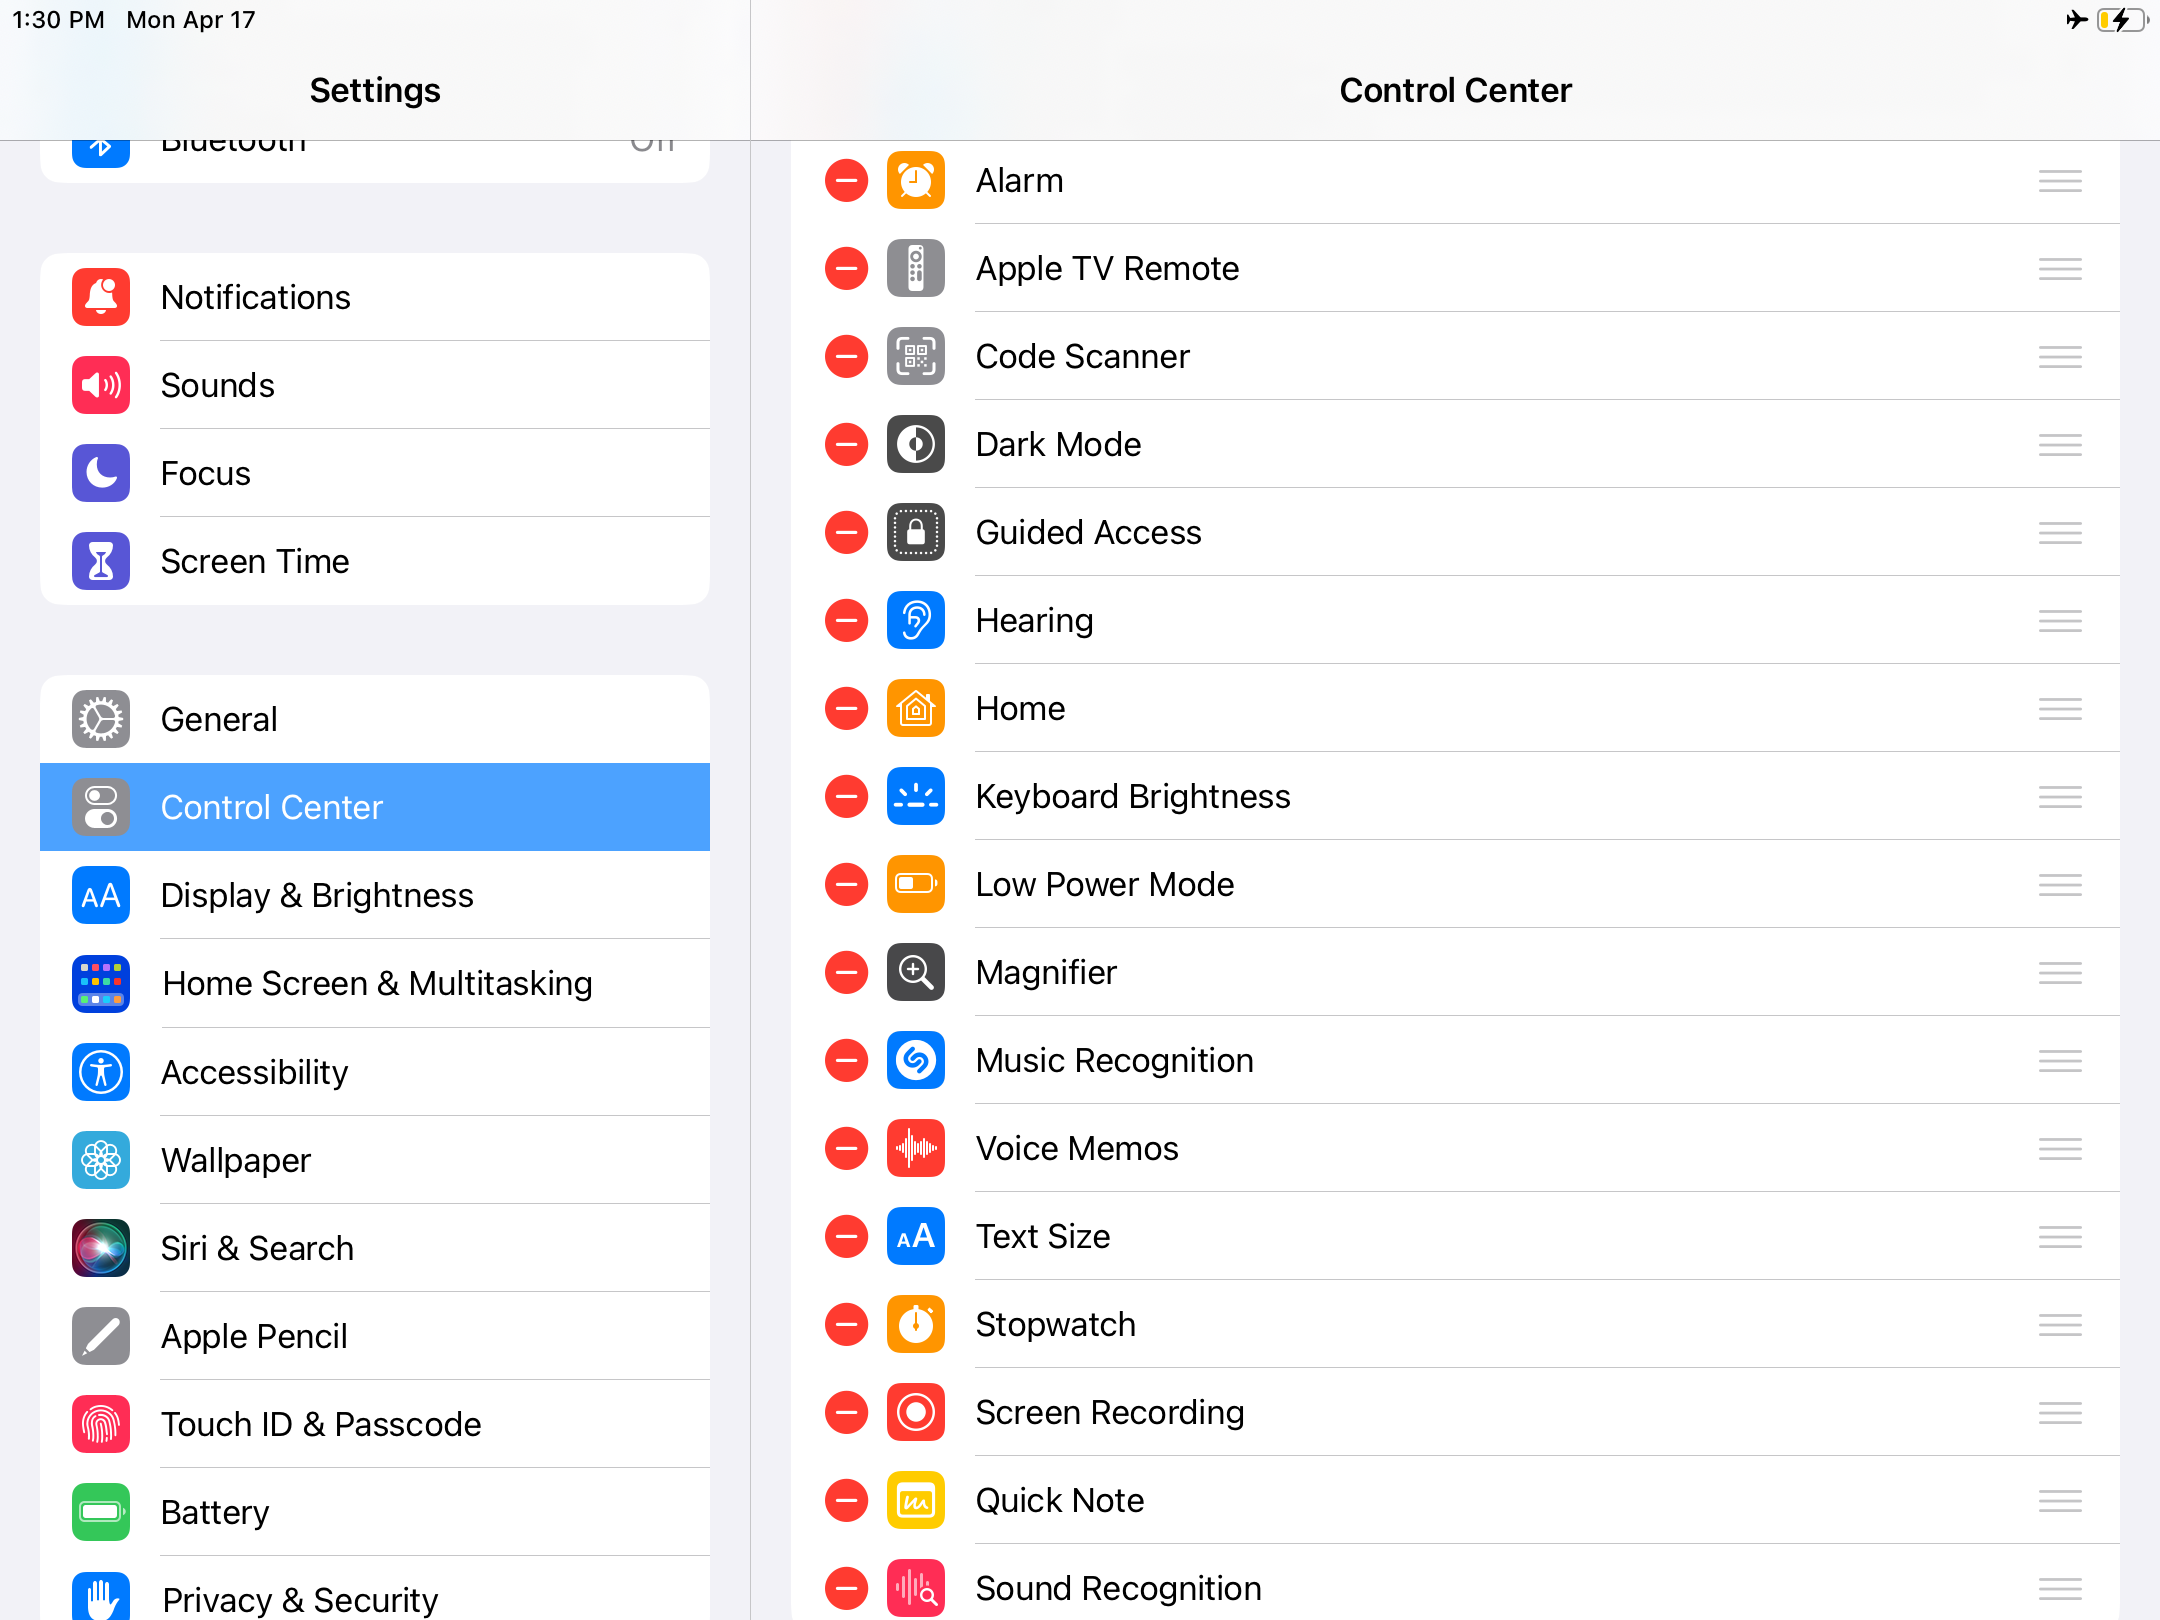 1:30 PM Mon Apr 17
Settings
Control Center
Bluetooth Off
Notifications
Sounds
Focus
Screen Time
General
Control Center
Display & Brightness
Home Screen & Multitasking
Accessibility
Wallpaper
Siri & Search
Apple Pencil
Touch ID & Passcode
Battery
Privacy & Security
Alarm
Apple TV Remote
Code Scanner
Dark Mode
Guided Access
Hearing
Home
Keyboard Brightness
Low Power Mode
Magnifier
Music Recognition
Voice Memos
Text Size
Stopwatch
Screen Recording
Quick Note
Sound Recognition